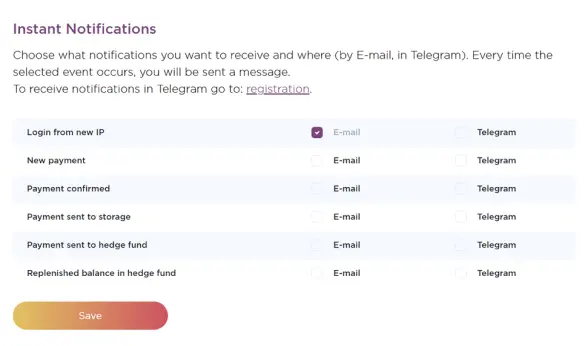 Instant Notifications
Choose what notifications you want to receive and where (by E-mail, in Telegram). Every time the
selected event occurs, you will be sent a message.
To receive notifications in Telegram go to: registration.
Login from new IP E-mail Telegram
New payment E-mail Telegram
Payment confirmed E-mail Telegram
Payment sent to storage E-mail Telegram
Payment sent to hedge fund E-mail Telegram
Replenished balance in hedge fund E-mail Telegram
Save